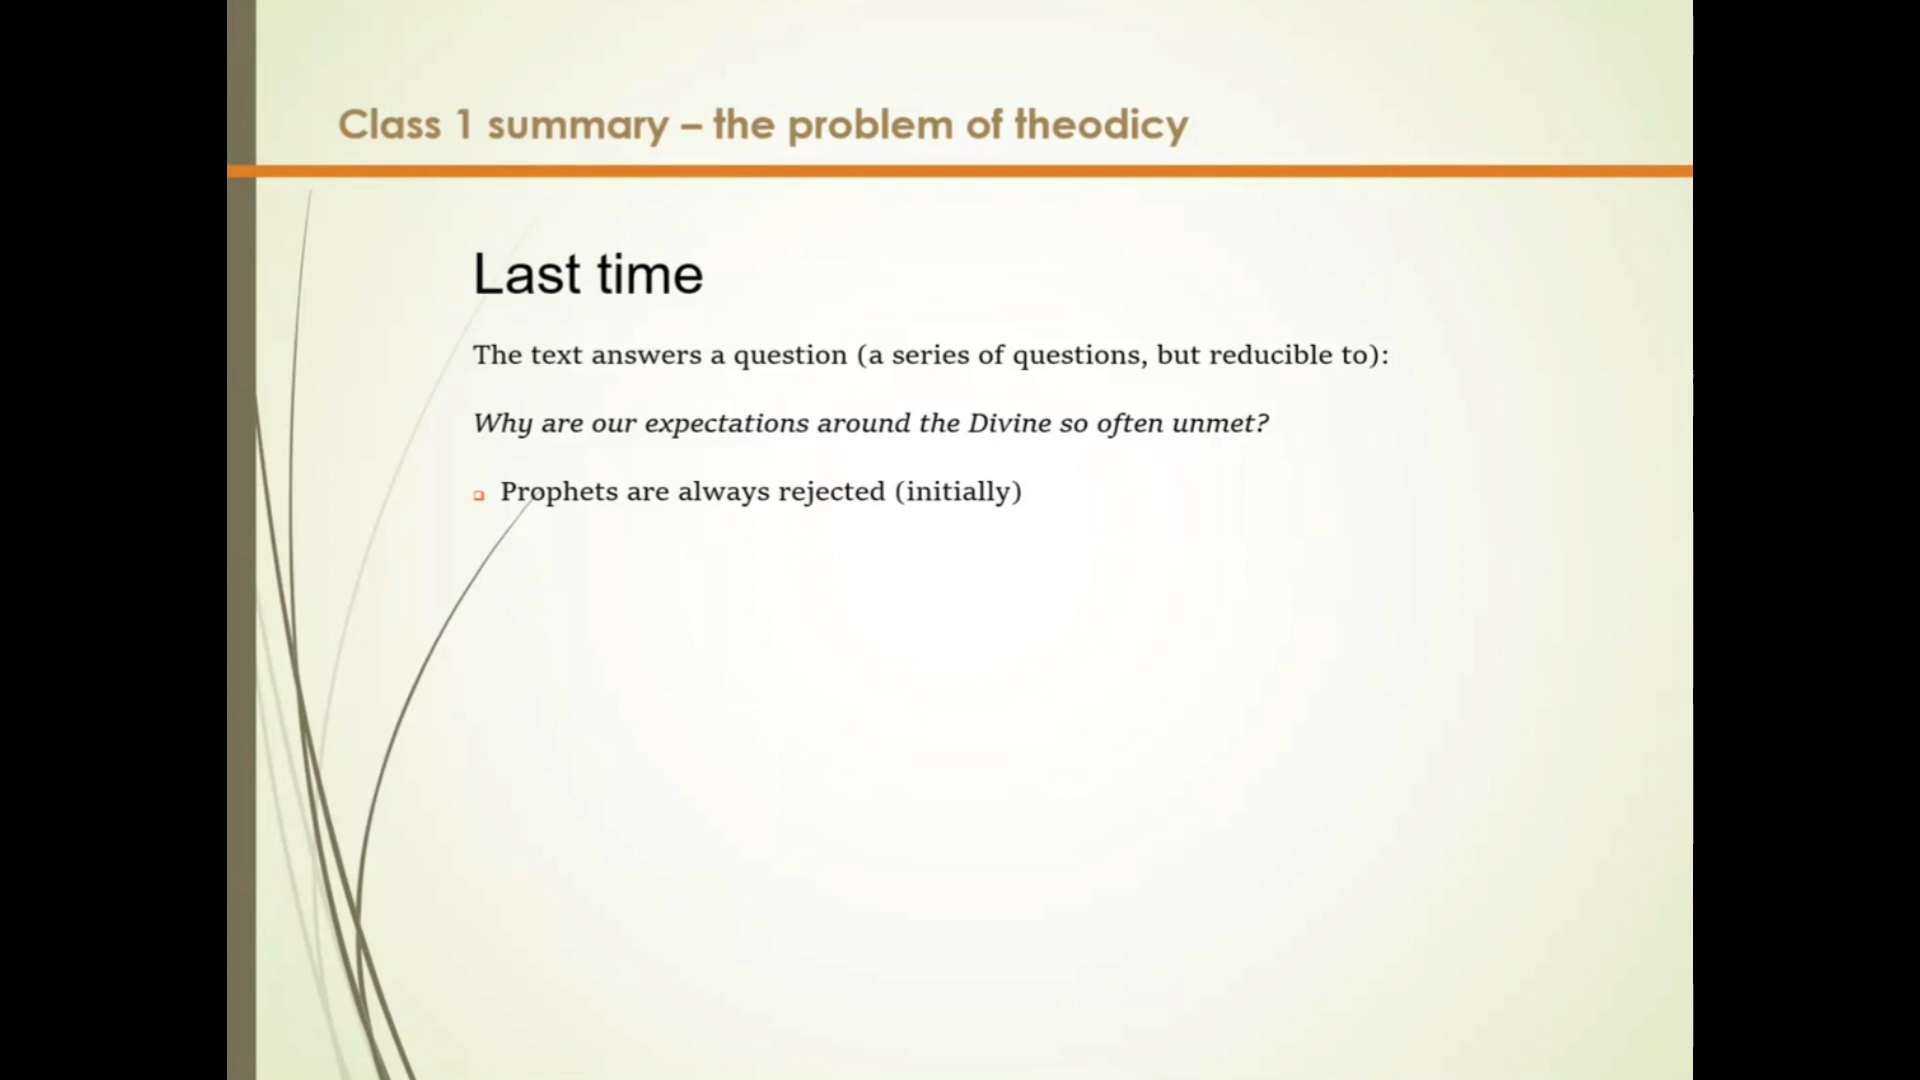 Class 1 summary – the problem of theodicy
Last time
The text answers a question (a series of questions, but reducible to):
Why are our expectations around the Divine so often unmet?
Prophets are always rejected (initially)